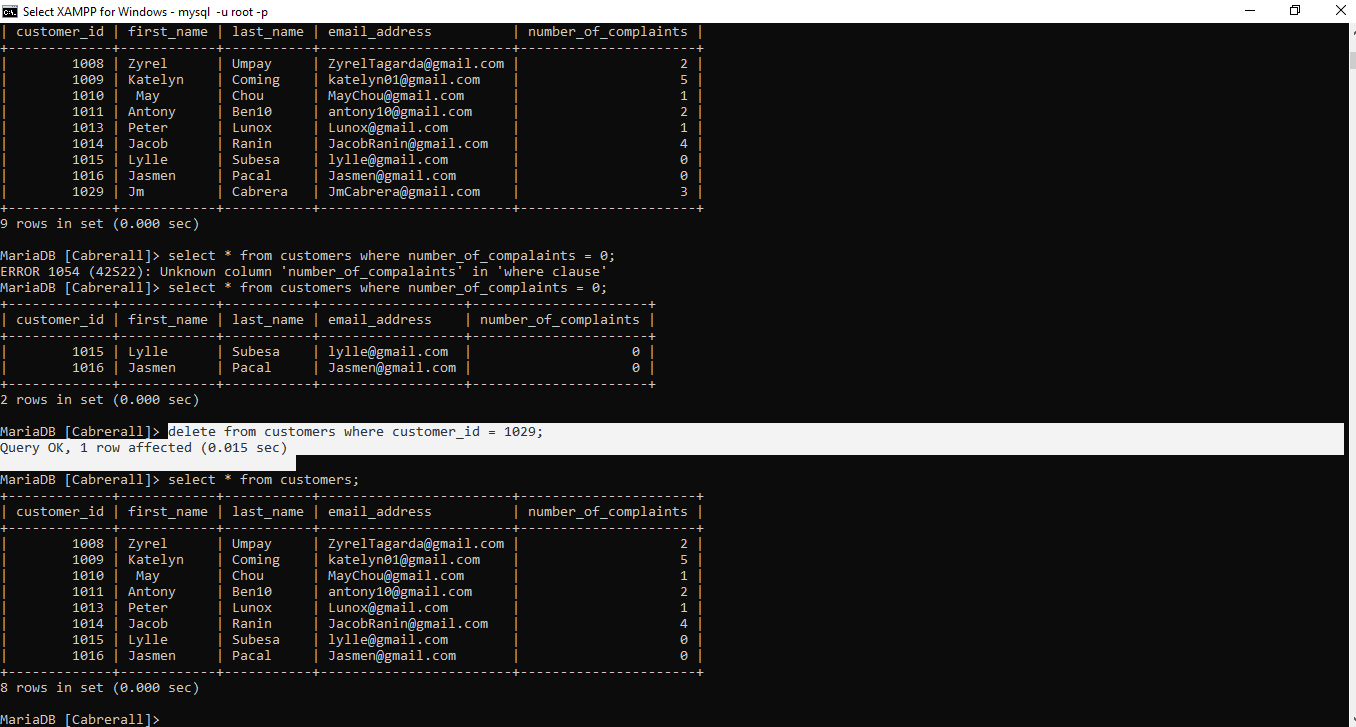 Select XAMPP for Windows - mysql  -u root -p
| customer_id | first_name | last_name | email_address          | number_of_complaints |
+-------------+------------+-----------+------------------------+----------------------+
|        1008 | Zyrel      | Umpay     | ZyrelTagarda@gmail.com |                    2 |
|        1009 | Katelyn    | Coming    | katelyn01@gmail.com    |                    5 |
|        1010 |  May       | Chou      | MayChou@gmail.com      |                    1 |
|        1011 | Antony     | Ben10     | antony10@gmail.com     |                    2 |
|        1013 | Peter      | Lunox     | Lunox@gmail.com        |                    1 |
|        1014 | Jacob      | Ranin     | JacobRanin@gmail.com   |                    4 |
|        1015 | Lylle      | Subesa    | lylle@gmail.com        |                    0 |
|        1016 | Jasmen     | Pacal     | Jasmen@gmail.com       |                    0 |
|        1029 | Jm         | Cabrera   | JmCabrera@gmail.com    |                    3 |
+-------------+------------+-----------+------------------------+----------------------+
9 rows in set (0.000 sec)
MariaDB [Cabrerall]> select * from customers where number_of_compalaints = 0;
ERROR 1054 (42S22): Unknown column 'number_of_compalaints' in 'where clause'
MariaDB [Cabrerall]> select * from customers where number_of_complaints = 0;
+-------------+------------+-----------+------------------+----------------------+
| customer_id | first_name | last_name | email_address    | number_of_complaints |
+-------------+------------+-----------+------------------+----------------------+
|        1015 | Lylle      | Subesa    | lylle@gmail.com  |                    0 |
|        1016 | Jasmen     | Pacal     | Jasmen@gmail.com |                    0 |
+-------------+------------+-----------+------------------+----------------------+
2 rows in set (0.000 sec)
MariaDB [Cabrerall]> delete from customers where customer_id = 1029;
Query OK, 1 row affected (0.015 sec)
MariaDB [Cabrerall]> select * from customers;
+-------------+------------+-----------+------------------------+----------------------+
| customer_id | first_name | last_name | email_address          | number_of_complaints |
+-------------+------------+-----------+------------------------+----------------------+
|        1008 | Zyrel      | Umpay     | ZyrelTagarda@gmail.com |                    2 |
|        1009 | Katelyn    | Coming    | katelyn01@gmail.com    |                    5 |
|        1010 |  May       | Chou      | MayChou@gmail.com      |                    1 |
|        1011 | Antony     | Ben10     | antony10@gmail.com     |                    2 |
|        1013 | Peter      | Lunox     | Lunox@gmail.com        |                    1 |
|        1014 | Jacob      | Ranin     | JacobRanin@gmail.com   |                    4 |
|        1015 | Lylle      | Subesa    | lylle@gmail.com        |                    0 |
|        1016 | Jasmen     | Pacal     | Jasmen@gmail.com       |                    0 |
+-------------+------------+-----------+------------------------+----------------------+
8 rows in set (0.000 sec)
MariaDB [Cabrerall]>